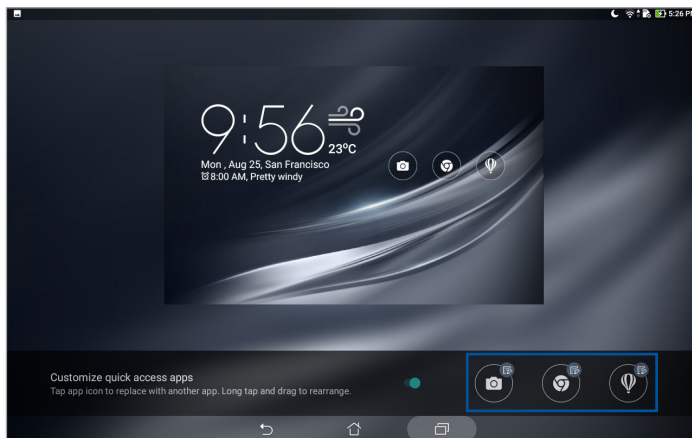 5:26 PM
9:56
23°C
Mon , Aug 25, San Francisco
8:00 AM, Pretty windy
Customize quick access apps
Tap app icon to replace with another app. Long tap and drag to rearrange.